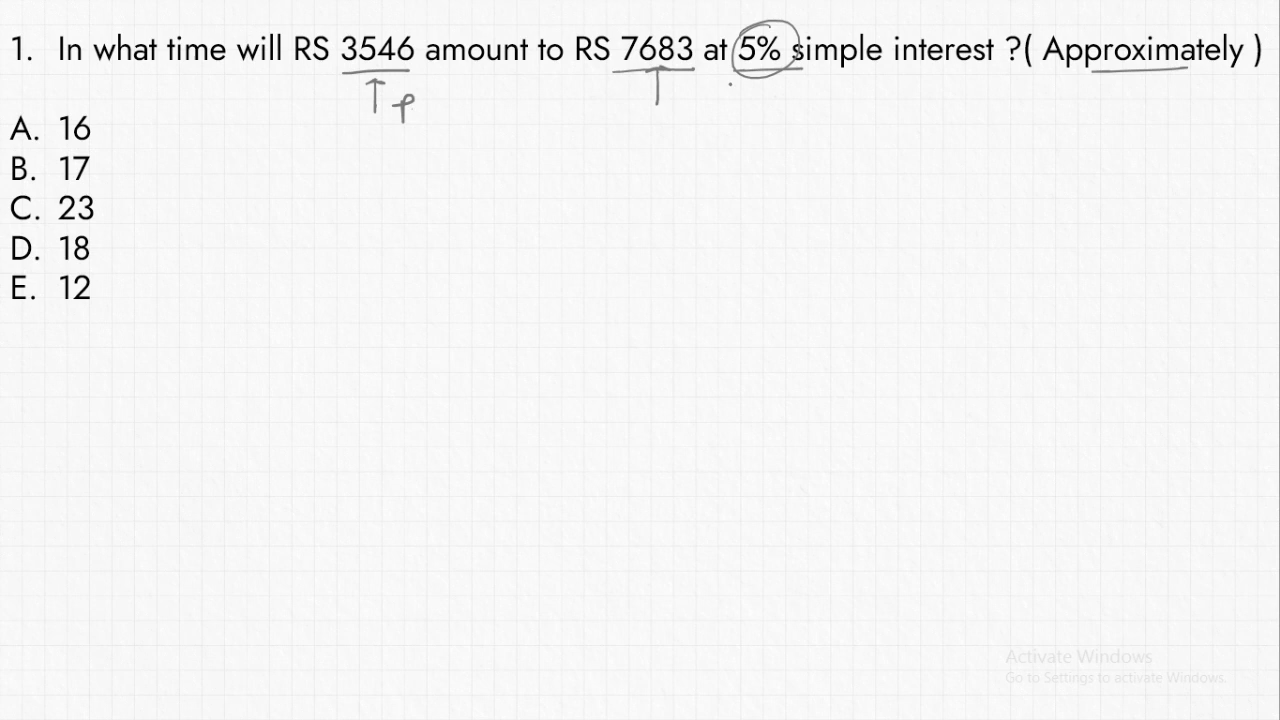 1. In what time will RS 3546 amount to RS 7683 at 5% simple interest ?( Approximately )
P
A. 16
B. 17
C. 23
D. 18
E. 12
Activate Windows
Go to Settings to activate Windows.